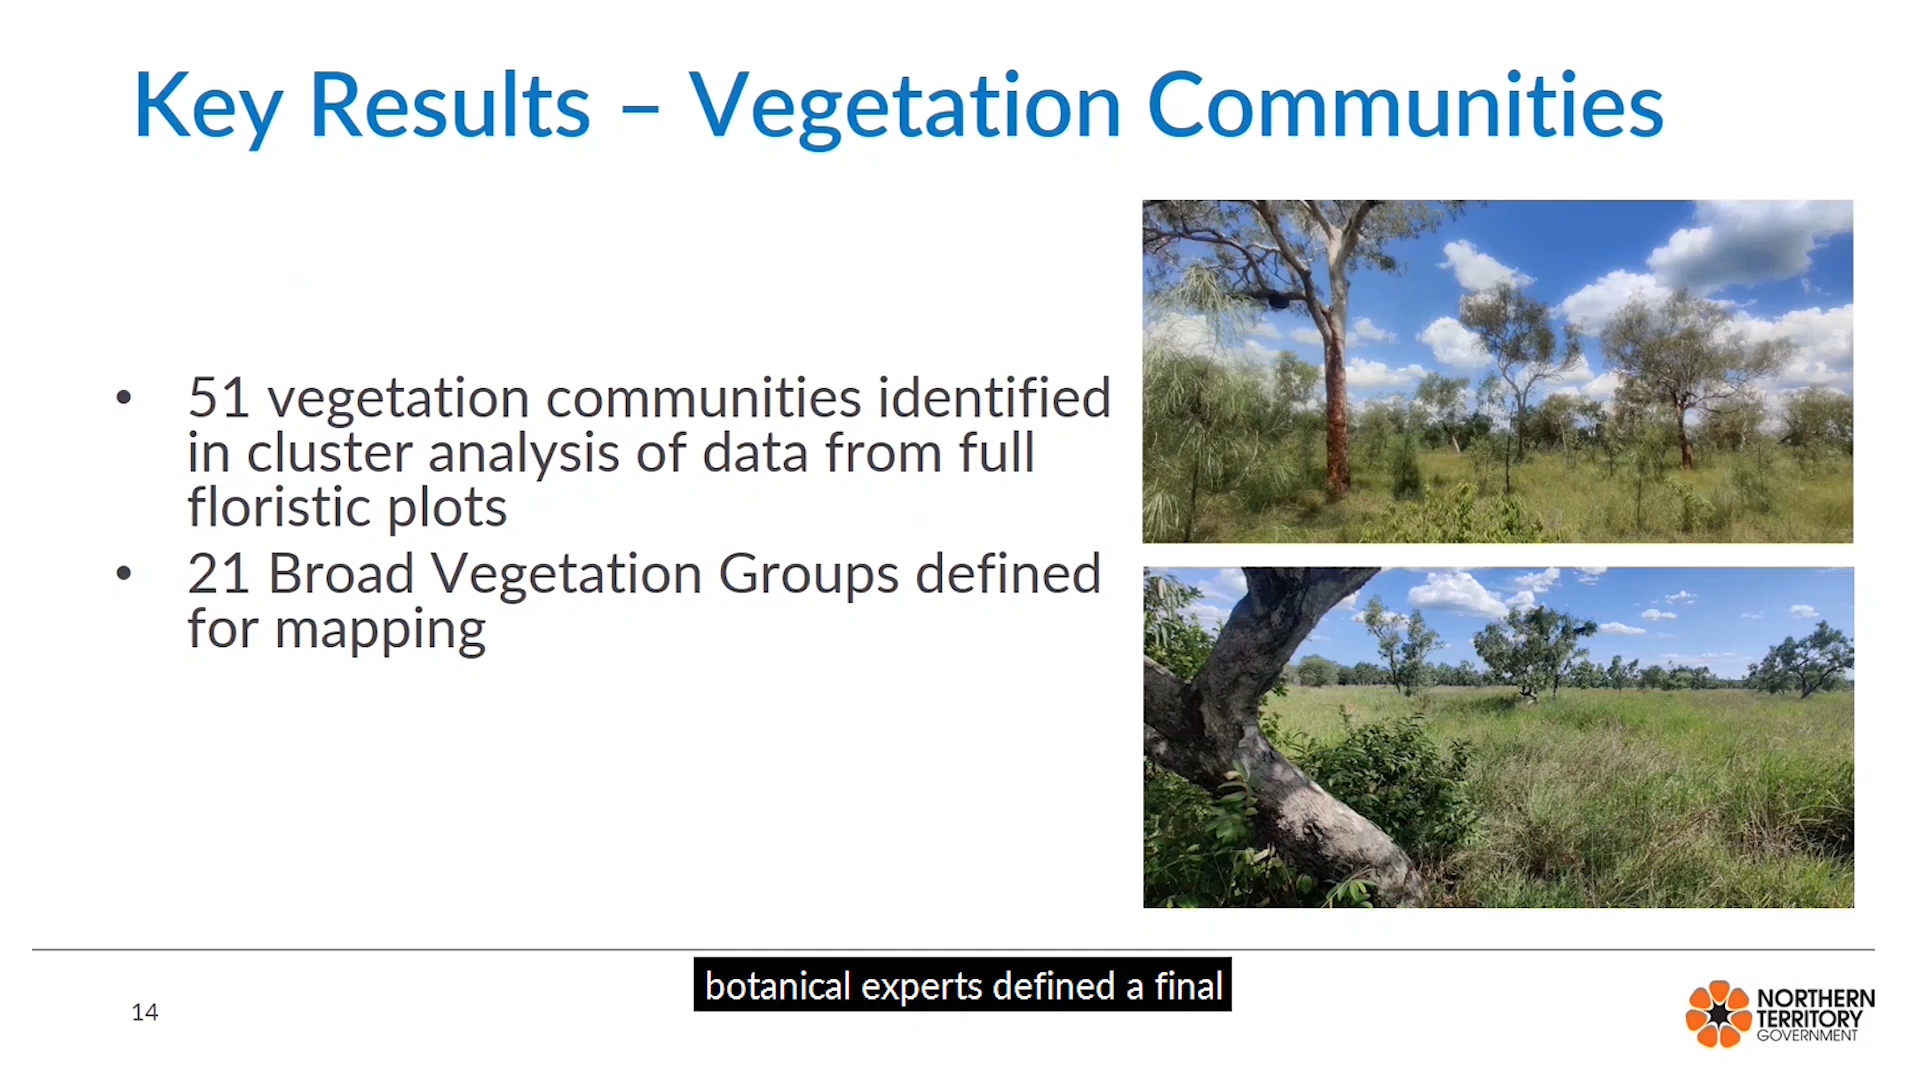 Key Results – Vegetation Communities
• 51 vegetation communities identified
in cluster analysis of data from full
floristic plots
• 21 Broad Vegetation Groups defined
for mapping
botanical experts defined a final
14
NORTHERN
TERRITORY
GOVERNMENT